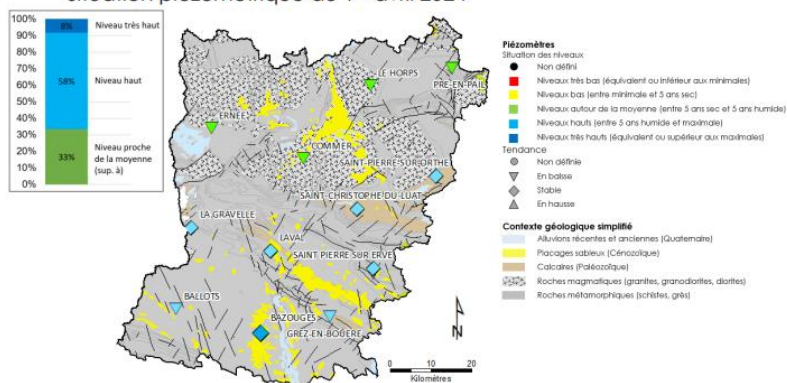 100%
90%
80%
70%
60%
50%
40%
30%
20%
10%
0%
8%
58%
33%
Niveau très haut
Niveau haut
Niveau proche
de la moyenne
(sup. à)
LE HORPS
PRE-EN-PAIL
ERNEE
COMMER
SAINT-PIERRE-SUR-ORTHE
SAINT-CHRISTOPHE-DU-LUAT
LA GRAVELLE
LAVAL
SAINT PIERRE SUR ERVE
BALLOTS
BAZOUGES
GREZ-EN-BOUERE
N
0 10 20
Kilomètres
Piézomètres
Situation des niveaux
Non défini
Niveaux très bas (équivalent ou inférieur aux minimales)
Niveaux bas (entre minimale et 5 ans sec)
Niveaux autour de la moyenne (entre 5 ans sec et 5 ans humide)
Niveaux hauts (entre 5 ans humide et maximale)
Niveaux très hauts (équivalent ou supérieur aux maximales)
Tendance
Non définie
En baisse
Stable
En hausse
Contexte géologique simplifié
Alluvions récentes et anciennes (Quaternaire)
Placages sableux (Cénozoïque)
Calcaires (Paléozoïque)
Roches magmatiques (granites, granodiorites, diorites)
Roches métamorphiques (schistes, grès)